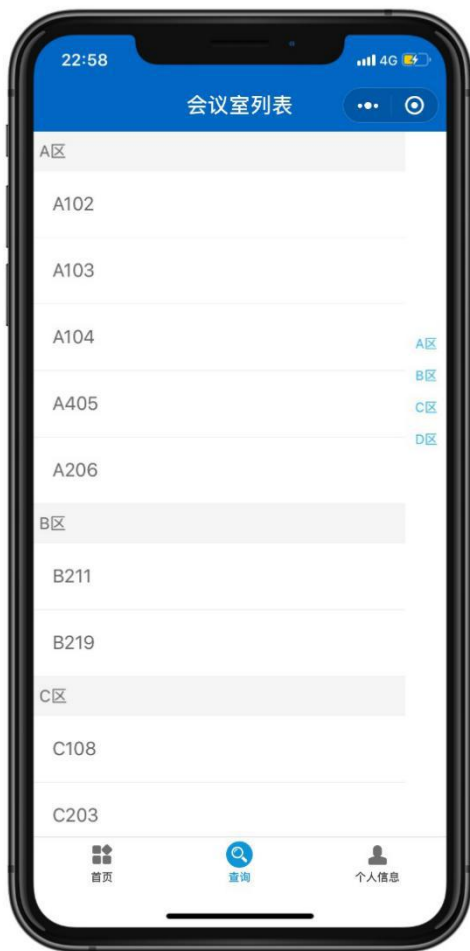 22:58
4G
会议室列表
A区
A102
A103
A104
A405
A206
B区
B211
B219
C区
C108
C203
A区
B区
C区
D区
首页
查询
个人信息